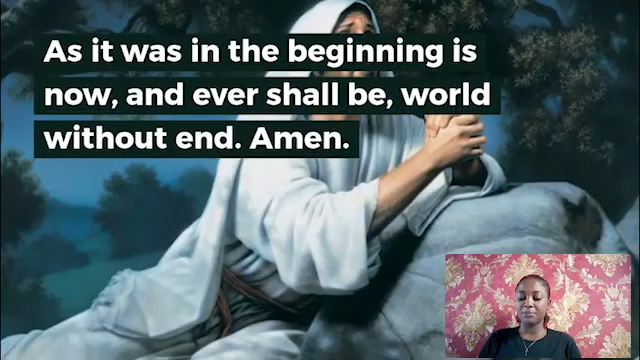 As it was in the beginning is
now, and ever shall be, world
without end. Amen.